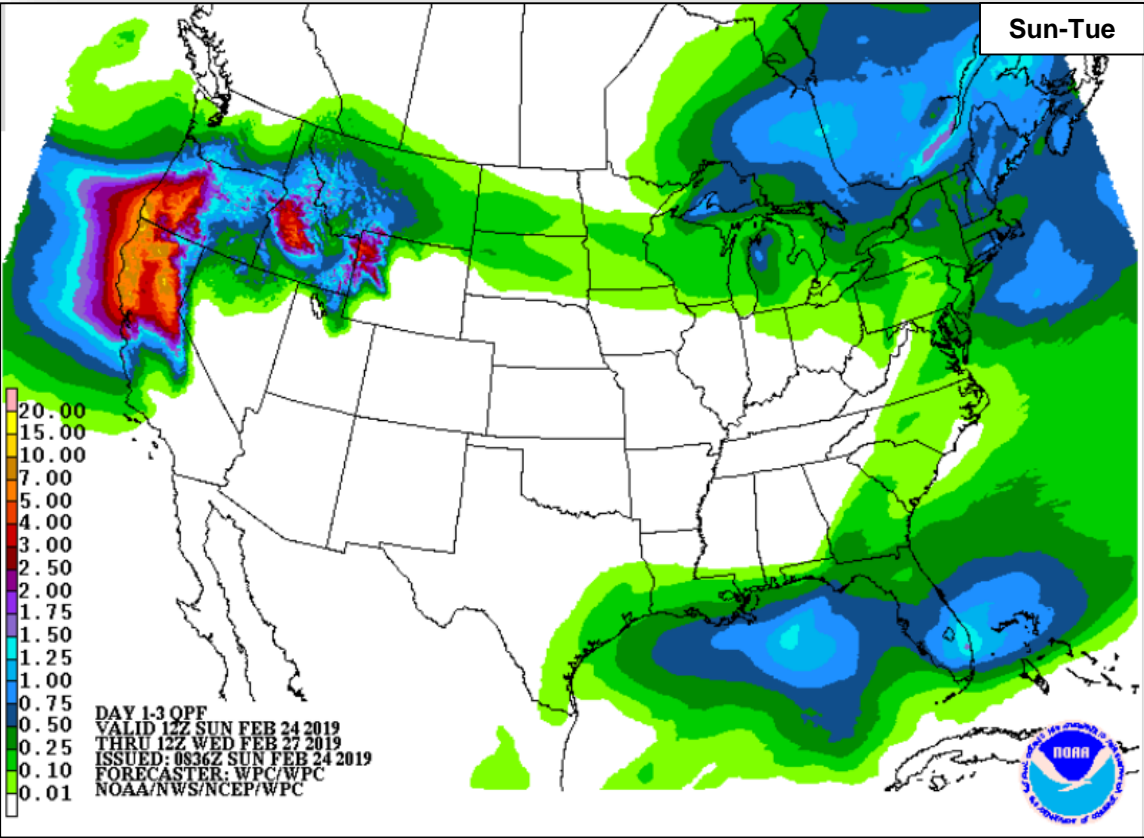 Sun-Tue
20.00
15.00
10.00
7.00
5.00
4.00
3.00
2.50
2.00
1.75
1.50
1.25
1.00
0.75
0.50
0.25
0.10
0.01
DAY 1-3 QPF
VALID 12Z SUN FEB 24 2019
THRU 12Z WED FEB 27 2019
ISSUED: 0836Z SUN FEB 24 2019
FORECASTER: WPC/WPC
NOAA/NWS/NCEP/WPC
NOAA